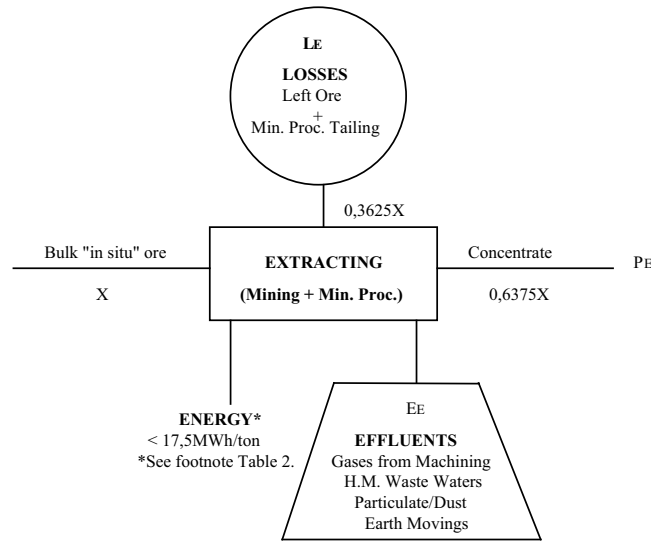 LE
LOSSES
Left Ore
+
Min. Proc. Tailing
0,3625X
Bulk "in situ" ore
EXTRACTING
Concentrate
PE
X
(Mining + Min. Proc.)
0,6375X
ENERGY*
< 17,5MWh/ton
*See footnote Table 2.
EE
EFFLUENTS
Gases from Machining
H.M. Waste Waters
Particulate/Dust
Earth Movings